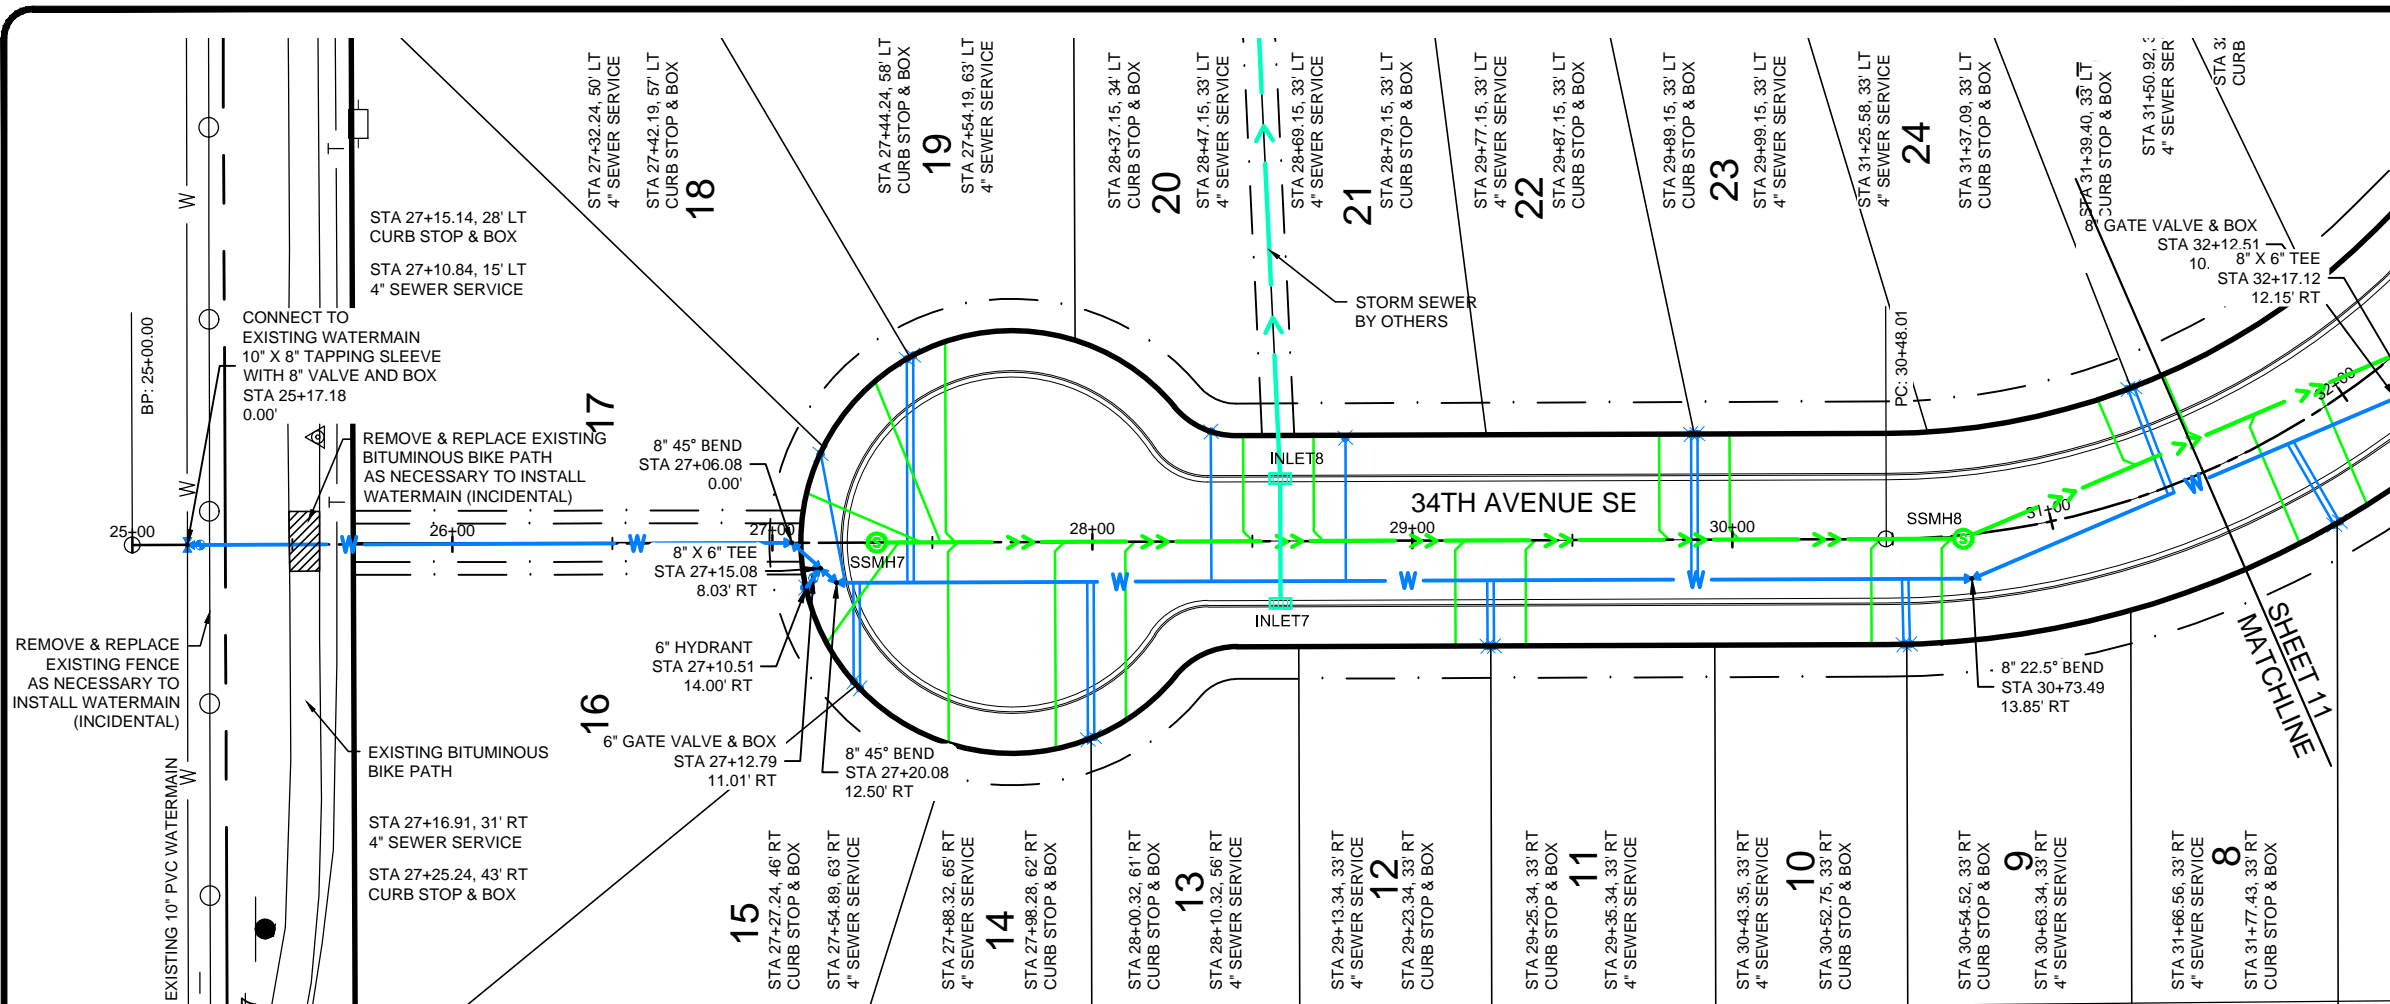 STA 27+32.24, 50' LT
4" SEWER SERVICE
STA 27+42.19, 57' LT
CURB STOP & BOX
18
STA 27+44.24, 58' LT
CURB STOP & BOX
19
STA 27+54.19, 63' LT
4" SEWER SERVICE
STA 28+37.15, 34' LT
CURB STOP & BOX
20
STA 28+47.15, 33' LT
4" SEWER SERVICE
STA 28+69.15, 33' LT
4" SEWER SERVICE
21
STA 28+79.15, 33' LT
CURB STOP & BOX
STA 29+77.15, 33' LT
4" SEWER SERVICE
22
STA 29+87.15, 33' LT
CURB STOP & BOX
STA 29+89.15, 33' LT
CURB STOP & BOX
23
STA 29+99.15, 33' LT
4" SEWER SERVICE
STA 31+25.58, 33' LT
4" SEWER SERVICE
24
STA 31+37.09, 33' LT
CURB STOP & BOX
STA 31+39.40, 33' LT
CURB STOP & BOX
STA 31+50.92,
4" SEWER SER
STA 32
CURB
STA 27+15.14, 28' LT
CURB STOP & BOX
STA 27+10.84, 15' LT
4" SEWER SERVICE
8" GATE VALVE & BOX
STA 32+12.51
10.
8" X 6" TEE
STA 32+17.12
12.15' RT
BP: 25+00.00
CONNECT TO
EXISTING WATERMAIN
10" X 8" TAPPING SLEEVE
WITH 8" VALVE AND BOX
STA 25+17.18
0.00'
STORM SEWER
BY OTHERS
PC: 30+48.01
17
REMOVE & REPLACE EXISTING
BITUMINOUS BIKE PATH
AS NECESSARY TO INSTALL
WATERMAIN (INCIDENTAL)
8" 45° BEND
STA 27+06.08
0.00'
INLET8
34TH AVENUE SE
W
W
T
T
25+00
26+00
27+00
28+00
29+00
30+00
31+00
32+00
W
W
W
W
W
W
S
SSMH7
S
SSMH8
8" X 6" TEE
STA 27+15.08
8.03' RT
INLET7
6" HYDRANT
STA 27+10.51
14.00' RT
REMOVE & REPLACE
EXISTING FENCE
AS NECESSARY TO
INSTALL WATERMAIN
(INCIDENTAL)
16
6" GATE VALVE & BOX
STA 27+12.79
11.01' RT
8" 45° BEND
STA 27+20.08
12.50' RT
8" 22.5° BEND
STA 30+73.49
13.85' RT
SHEET 11
MATCHLINE
EXISTING BITUMINOUS
BIKE PATH
W
EXISTING 10" PVC WATERMAIN
STA 27+16.91, 31' RT
4" SEWER SERVICE
STA 27+25.24, 43' RT
CURB STOP & BOX
15
STA 27+27.24, 46' RT
CURB STOP & BOX
STA 27+54.89, 63' RT
4" SEWER SERVICE
STA 27+88.32, 65' RT
4" SEWER SERVICE
14
STA 27+98.28, 62' RT
CURB STOP & BOX
STA 28+00.32, 61' RT
CURB STOP & BOX
13
STA 28+10.32, 56' RT
4" SEWER SERVICE
STA 29+13.34, 33' RT
4" SEWER SERVICE
12
STA 29+23.34, 33' RT
CURB STOP & BOX
STA 29+25.34, 33' RT
CURB STOP & BOX
11
STA 29+35.34, 33' RT
4" SEWER SERVICE
STA 30+43.35, 33' RT
4" SEWER SERVICE
10
STA 30+52.75, 33' RT
CURB STOP & BOX
STA 30+54.52, 33' RT
CURB STOP & BOX
9
STA 30+63.34, 33' RT
4" SEWER SERVICE
STA 31+66.56, 33' RT
4" SEWER SERVICE
8
STA 31+77.43, 33' RT
CURB STOP & BOX